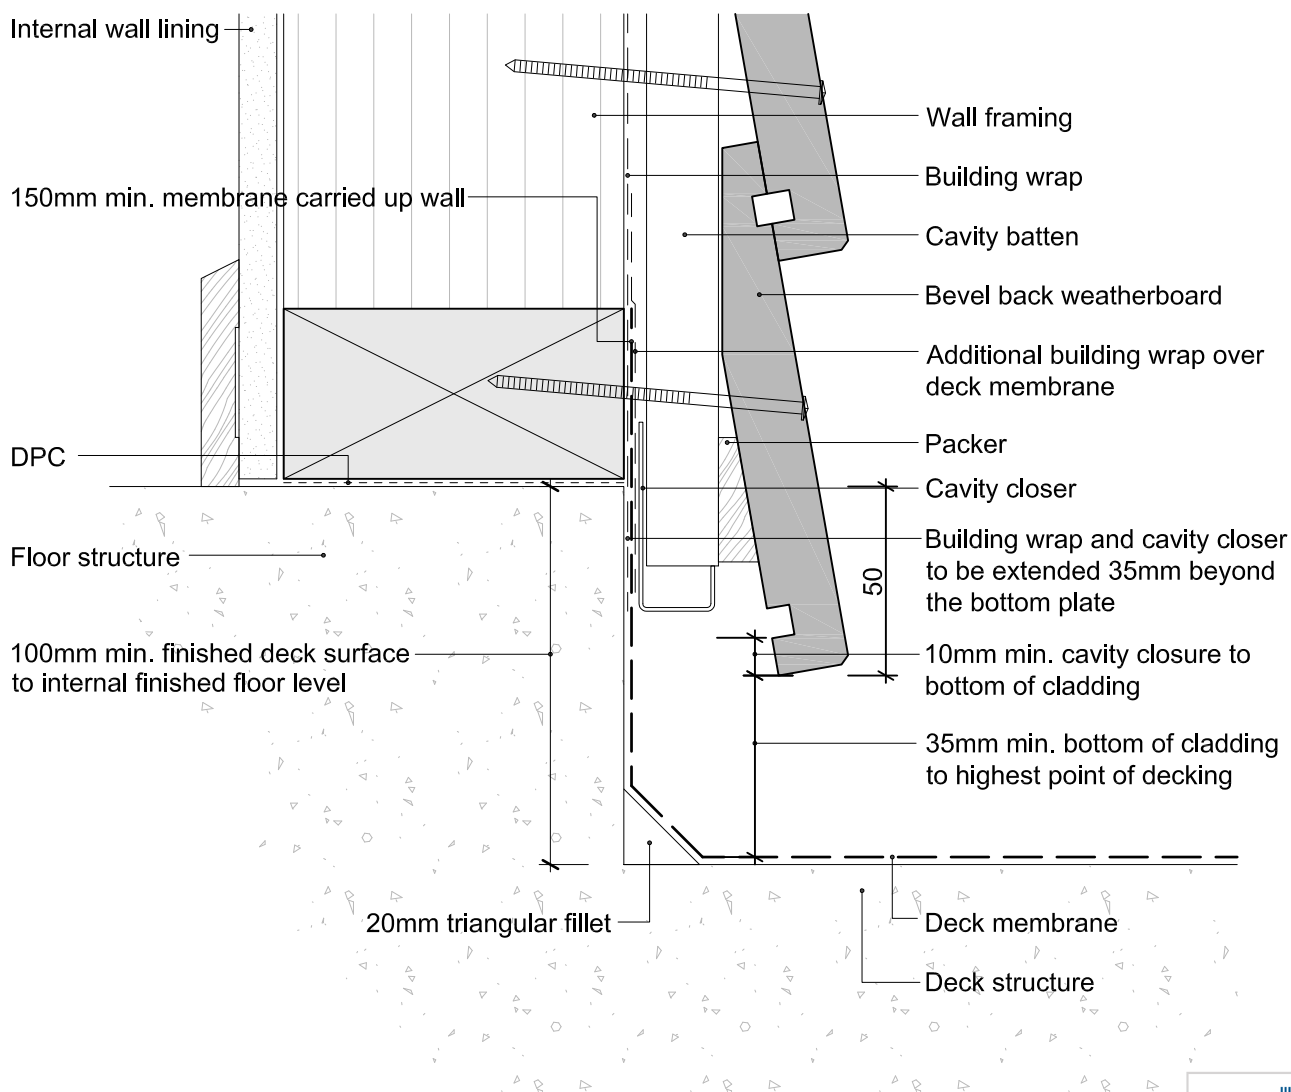 Internal wall lining
150mm min. membrane carried up wall
DPC
Floor structure
100mm min. finished deck surface
to internal finished floor level
20mm triangular fillet
Wall framing
Building wrap
Cavity batten
Bevel back weatherboard
Additional building wrap over
deck membrane
Packer
Cavity closer
Building wrap and cavity closer
to be extended 35mm beyond
the bottom plate
50
10mm min. cavity closure to
bottom of cladding
35mm min. bottom of cladding
to highest point of decking
Deck membrane
Deck structure